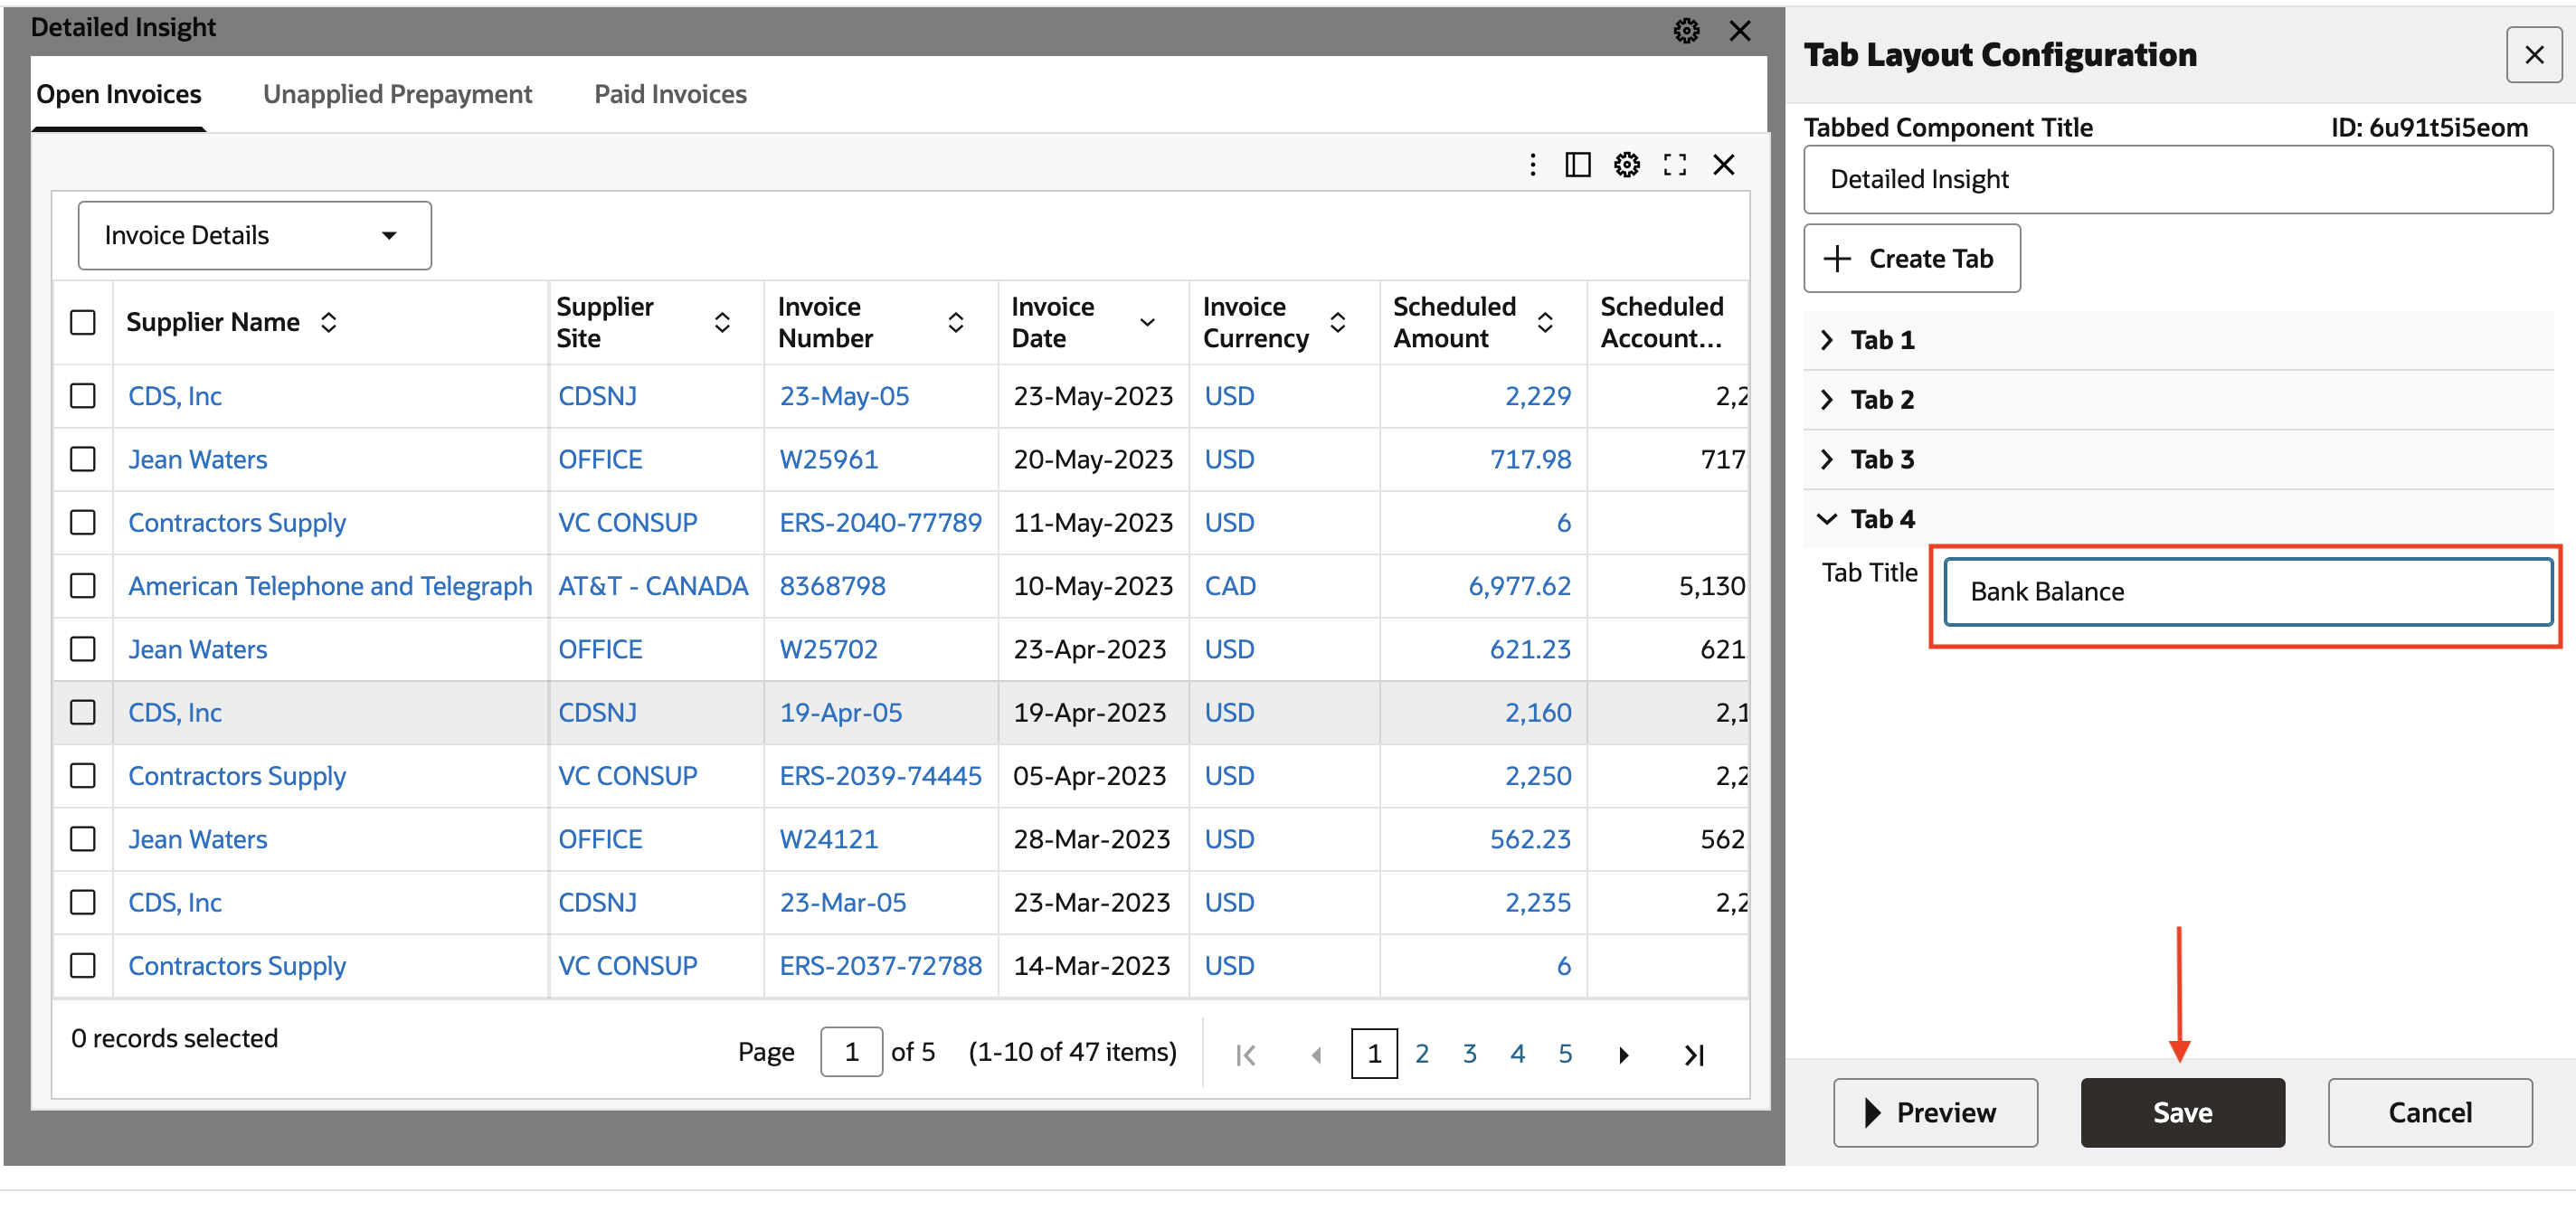 Detailed Insight
Open Invoices Unapplied Prepayment Paid Invoices
Invoice Details
Supplier Name Supplier Site Invoice Number Invoice Date Invoice Currency Scheduled Amount Scheduled Account...
CDS, Inc CDSNJ 23-May-05 23-May-2023 USD 2,229 2,2
Jean Waters OFFICE W25961 20-May-2023 USD 717.98 717
Contractors Supply VC CONSUP ERS-2040-77789 11-May-2023 USD 6
American Telephone and Telegraph AT&T - CANADA 8368798 10-May-2023 CAD 6,977.62 5,130
Jean Waters OFFICE W25702 23-Apr-2023 USD 621.23 621
CDS, Inc CDSNJ 19-Apr-05 19-Apr-2023 USD 2,160 2,1
Contractors Supply VC CONSUP ERS-2039-74445 05-Apr-2023 USD 2,250 2,2
Jean Waters OFFICE W24121 28-Mar-2023 USD 562.23 562
CDS, Inc CDSNJ 23-Mar-05 23-Mar-2023 USD 2,235 2,2
Contractors Supply VC CONSUP ERS-2037-72788 14-Mar-2023 USD 6
0 records selected
Page 1 of 5 (1-10 of 47 items) 1 2 3 4 5
Tab Layout Configuration
Tabbed Component Title ID: 6u91t5i5eom
Detailed Insight
Create Tab
Tab 1
Tab 2
Tab 3
Tab 4
Tab Title Bank Balance
Preview Save Cancel